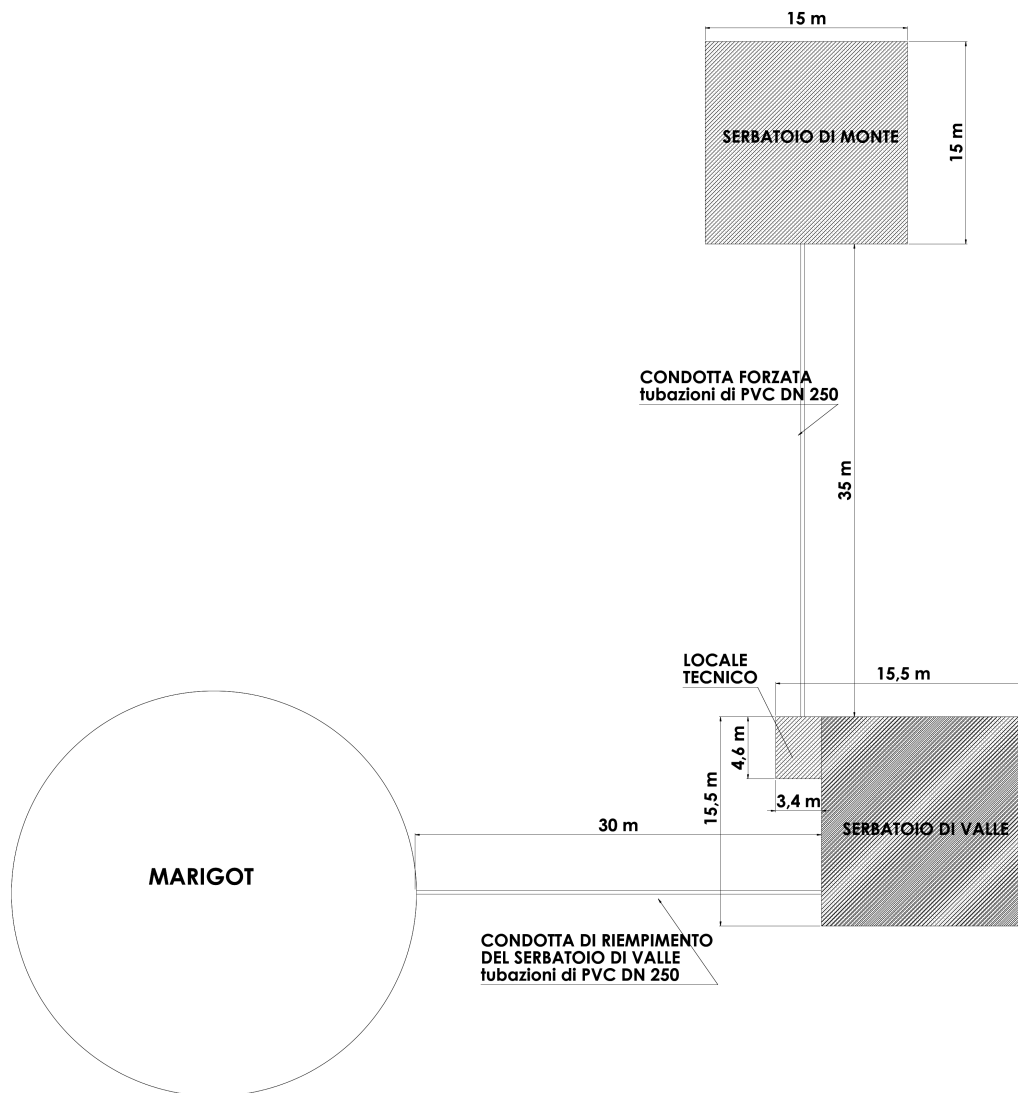 15 m
SERBATOIO DI MONTE
15 m
CONDOTTA FORZATA
tubazioni di PVC DN 250
35 m
LOCALE
TECNICO
15,5 m
4,6 m
3,4 m
15,5 m
30 m
SERBATOIO DI VALLE
MARIGOT
CONDOTTA DI RIEMPIMENTO
DEL SERBATOIO DI VALLE
tubazioni di PVC DN 250